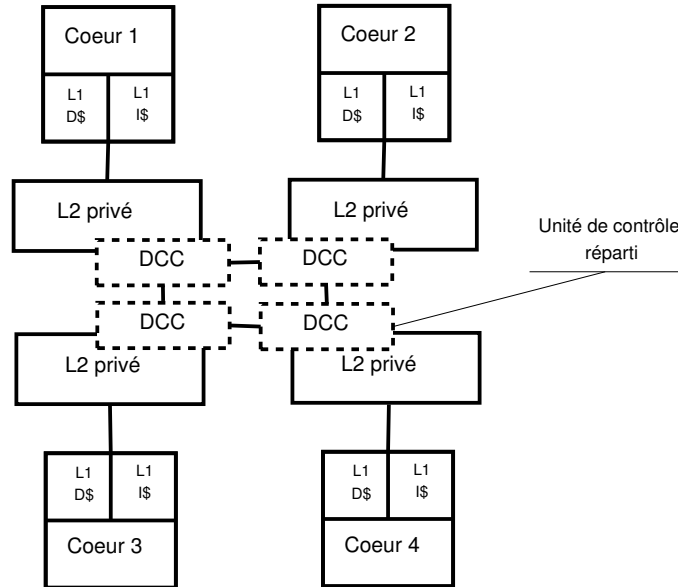 Coeur 1
Coeur 2
L1 L1
D$ I$
L1 L1
D$ I$
L2 privé
L2 privé
Unité de contrôle
réparti
DCC
DCC
DCC
DCC
L2 privé
L2 privé
L1 L1
D$ I$
L1 L1
D$ I$
Coeur 3
Coeur 4